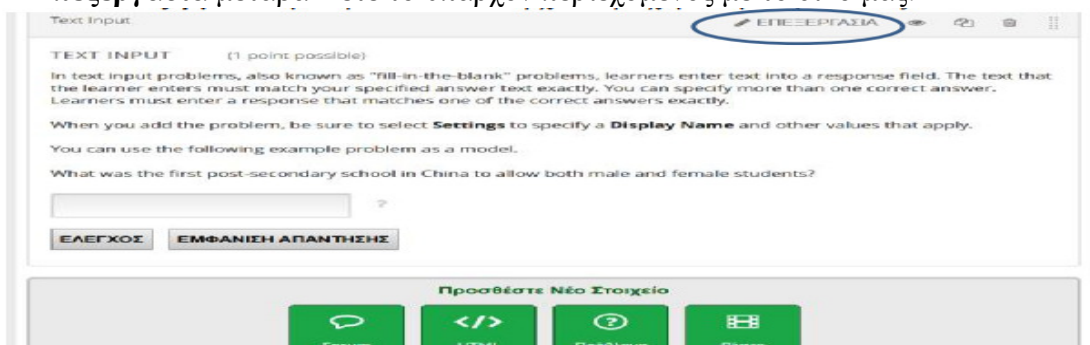 Text Input ΕΠΕΞΕΡΓΑΣΙΑ
TEXT INPUT (1 point possible)
In text input problems, also known as "fill-in-the-blank" problems, learners enter text into a response field. The text that
the learner enters must match your specified answer text exactly. You can specify more than one correct answer.
Learners must enter a response that matches one of the correct answers exactly.
When you add the problem, be sure to select Settings to specify a Display Name and other values that apply.
You can use the following example problem as a model.
What was the first post-secondary school in China to allow both male and female students?
?
ΕΛΕΓΧΟΣ ΕΜΦΑΝΙΣΗ ΑΠΑΝΤΗΣΗΣ
Προσθέστε Νέο Στοιχείο
</> ?